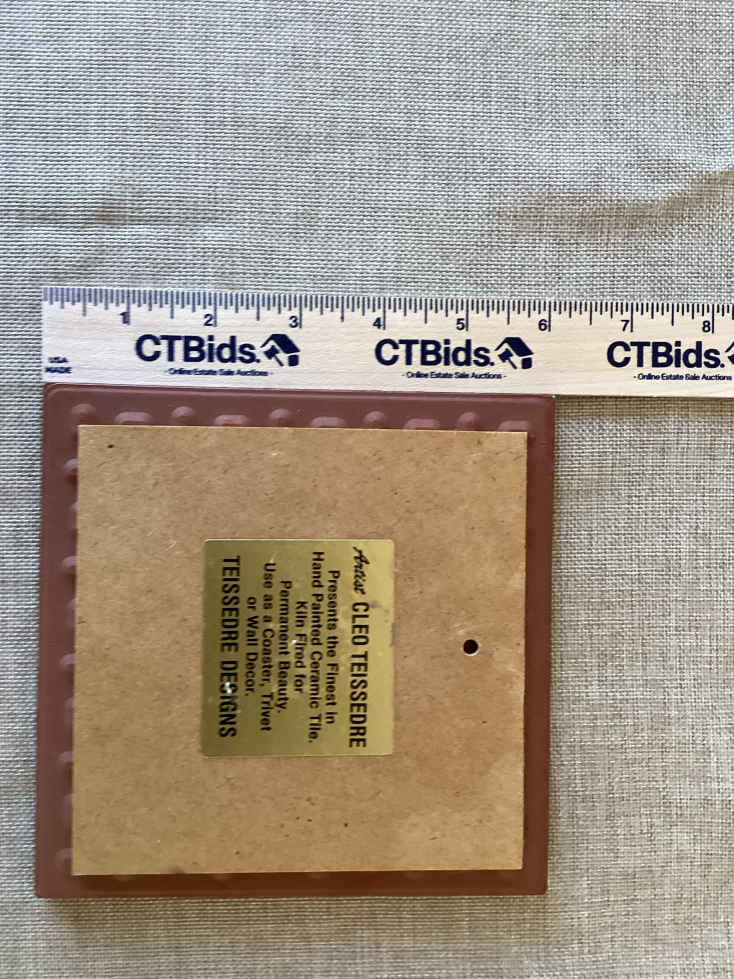 1 2 3 4 5 6 7 8
USA
MADE
CTBids. CTBids. CTBids.
- Online Estate Sale Auctions - - Online Estate Sale Auctions - - Online Estate Sale Auctions
Artist CLEO TEISSEDRE
Presents the Finest in
Hand Painted Ceramic Tile.
Kiln Fired for
Permanent Beauty.
Use as a Coaster, Trivet
or Wall Decor.
TEISSEDRE DESIGNS